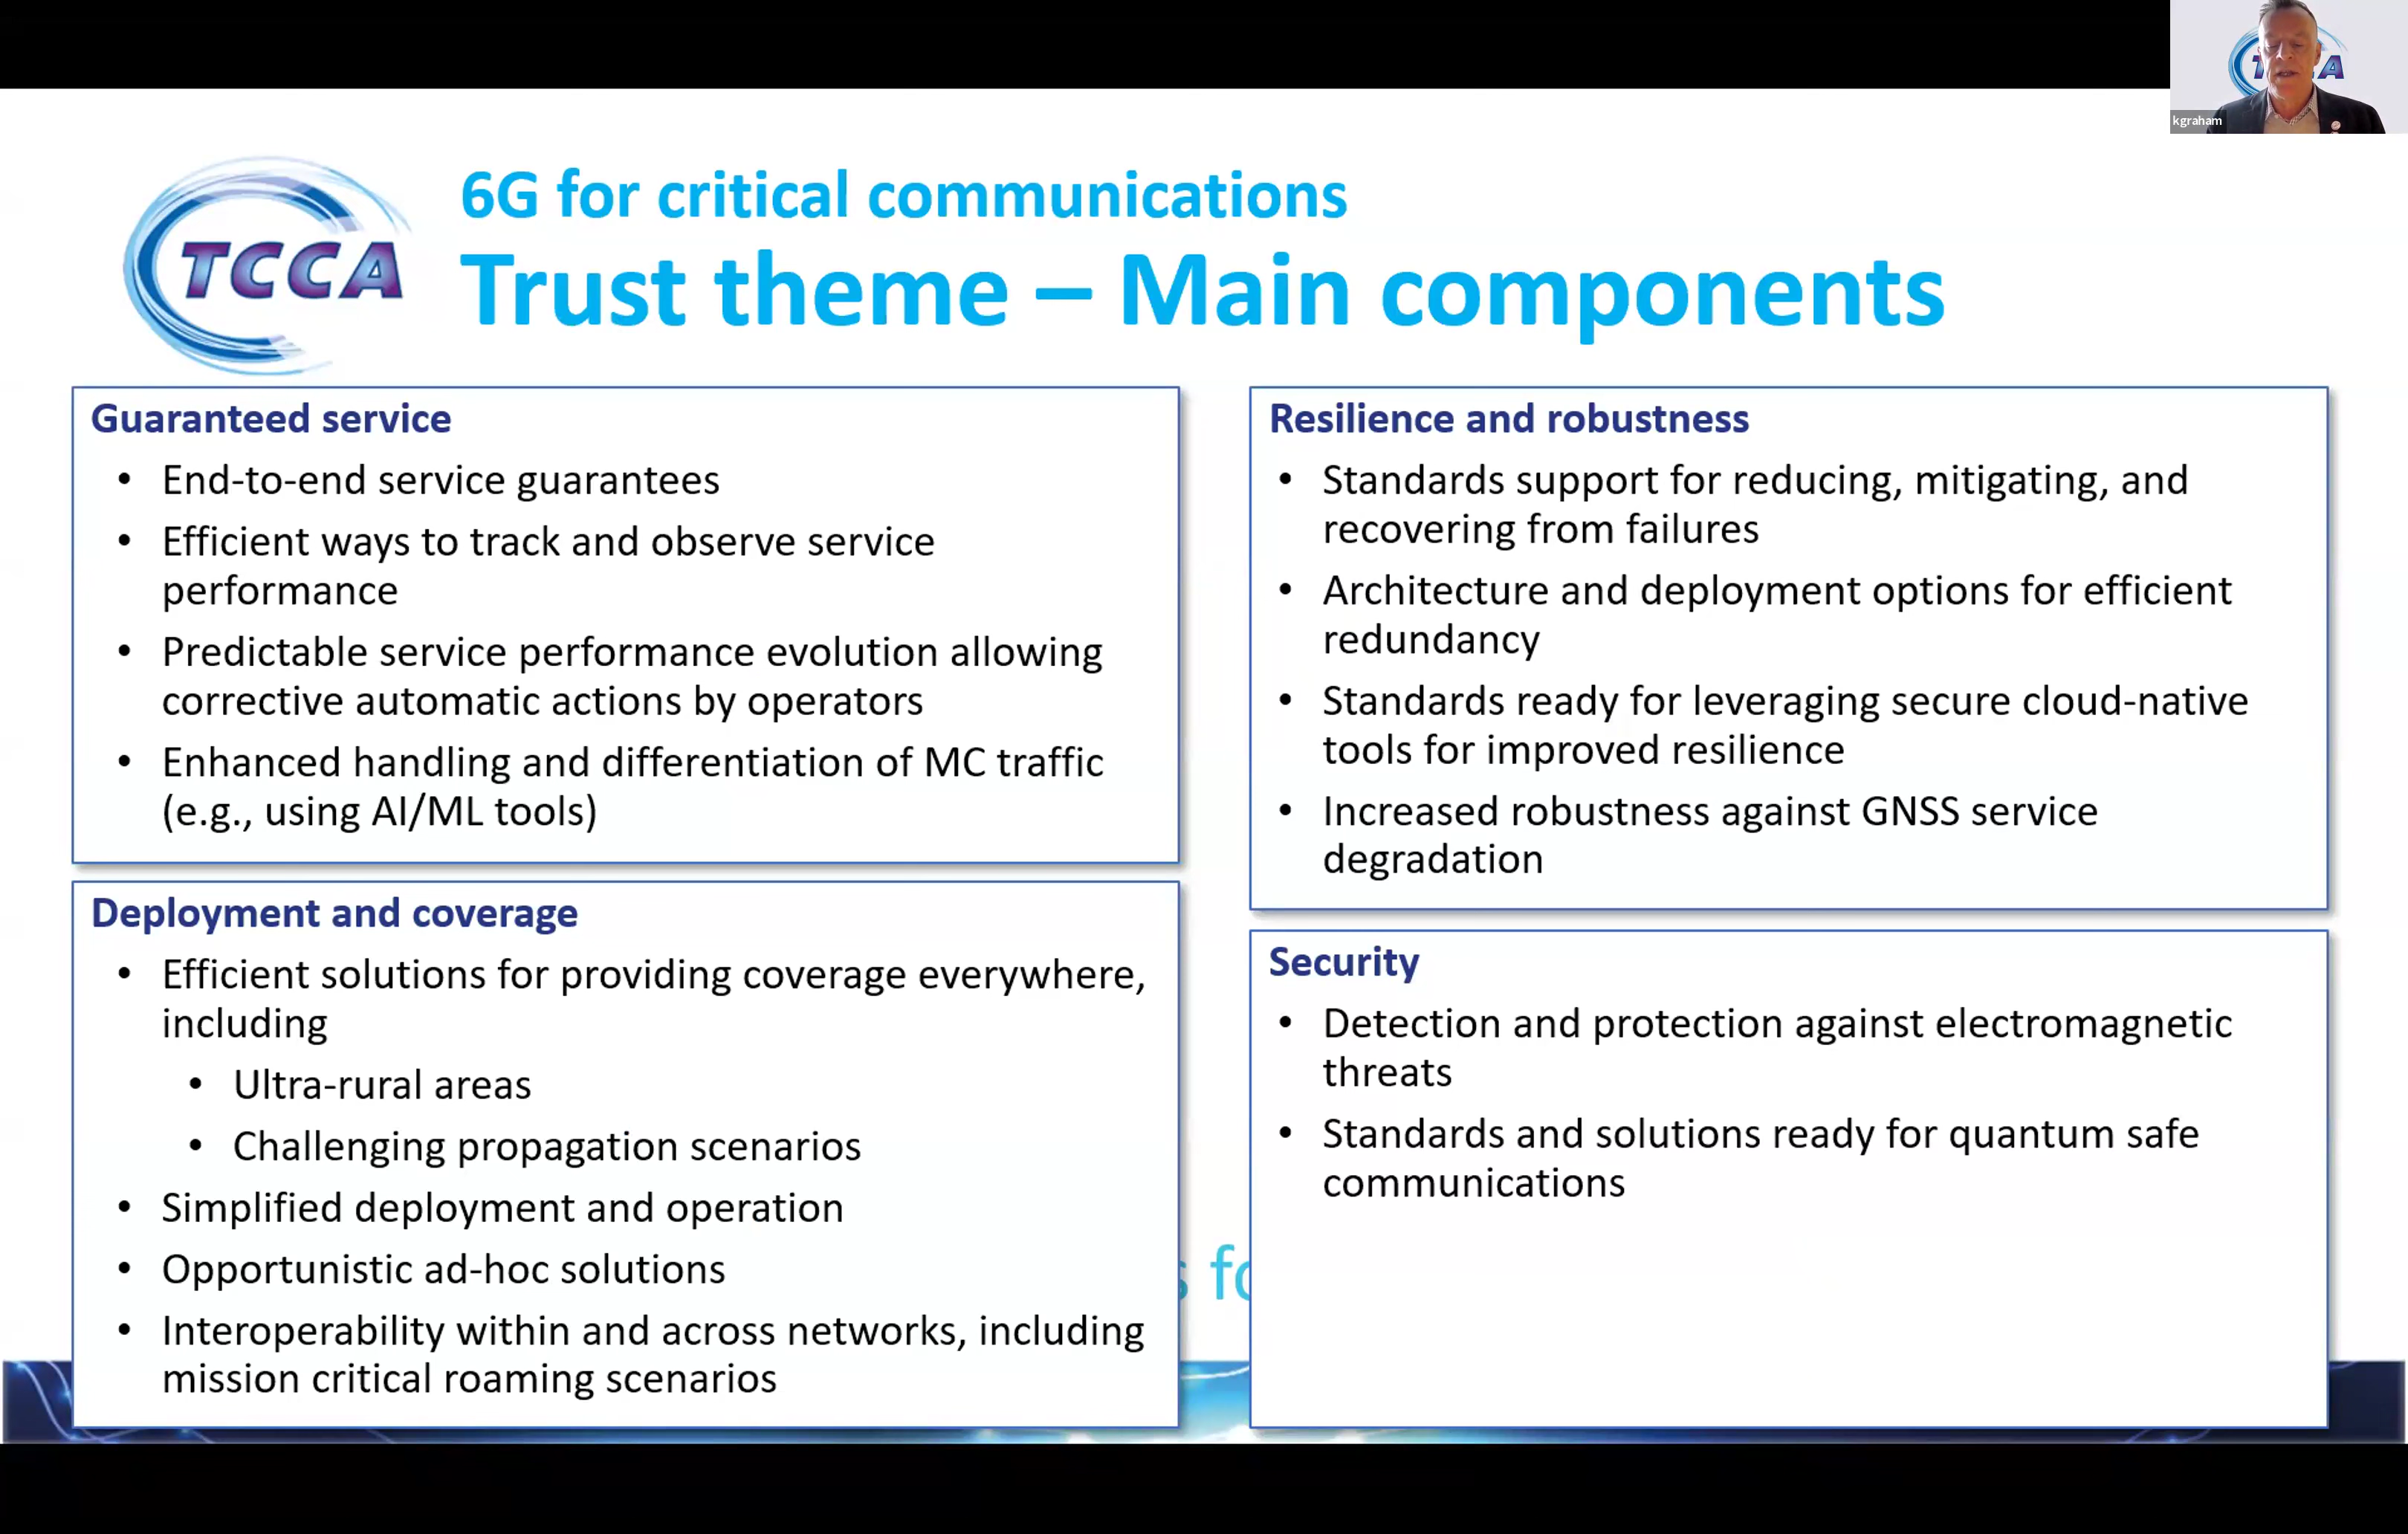 kgraham
TCCA
6G for critical communications
Trust theme – Main components
Guaranteed service
• End-to-end service guarantees
• Efficient ways to track and observe service
performance
• Predictable service performance evolution allowing
corrective automatic actions by operators
• Enhanced handling and differentiation of MC traffic
(e.g., using AI/ML tools)
Deployment and coverage
• Efficient solutions for providing coverage everywhere,
including
• Ultra-rural areas
• Challenging propagation scenarios
• Simplified deployment and operation
• Opportunistic ad-hoc solutions
• Interoperability within and across networks, including
mission critical roaming scenarios
Resilience and robustness
• Standards support for reducing, mitigating, and
recovering from failures
• Architecture and deployment options for efficient
redundancy
• Standards ready for leveraging secure cloud-native
tools for improved resilience
• Increased robustness against GNSS service
degradation
Security
• Detection and protection against electromagnetic
threats
• Standards and solutions ready for quantum safe
communications